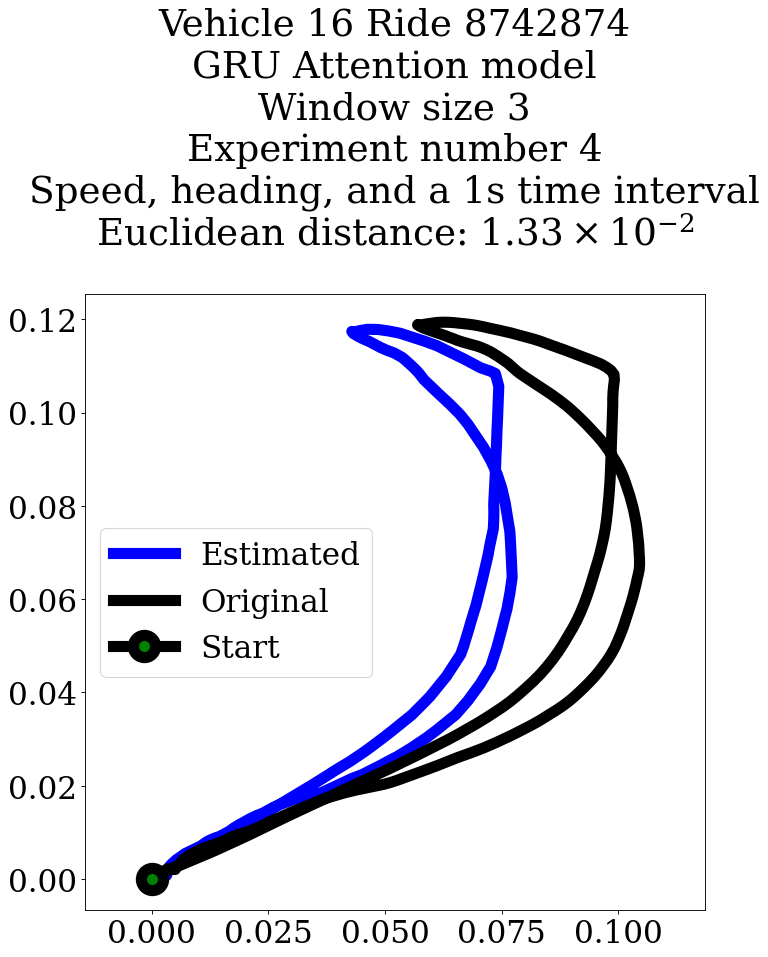 Vehicle 16 Ride 8742874
GRU Attention model
Window size 3
Experiment number 4
Speed, heading, and a 1s time interval
Euclidean distance: 1.33 × 10⁻²
0.12
0.10
0.08
0.06
0.04
0.02
0.00
Estimated
Original
Start
0.000 0.025 0.050 0.075 0.100